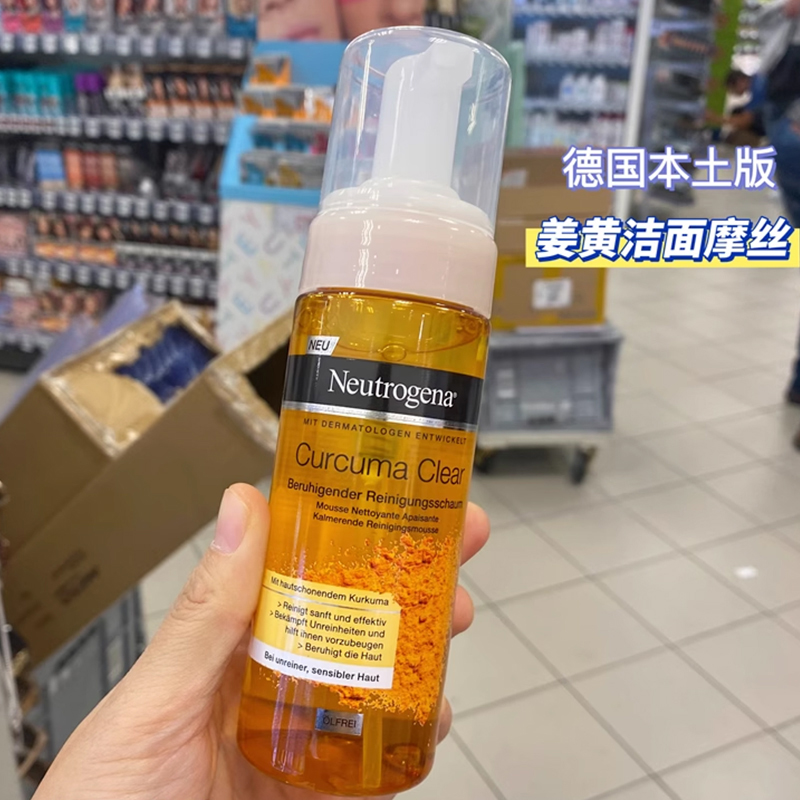 德国本土版
姜黄洁面摩丝
NEU
Neutrogena®
MIT DERMATOLOGEN ENTWICKELT
Curcuma Clear
Beruhigender Reinigungsschaum
Mousse Nettoyante Apaisante
Kalmerende Reinigingsmousse
Mit hautschonendem Kurkuma
> Reinigt sanft und effektiv
> Bekämpft Unreinheiten und
hilft ihnen vorzubeugen
> Beruhigt die Haut
Bei unreiner, sensibler Haut
ÖLFREI